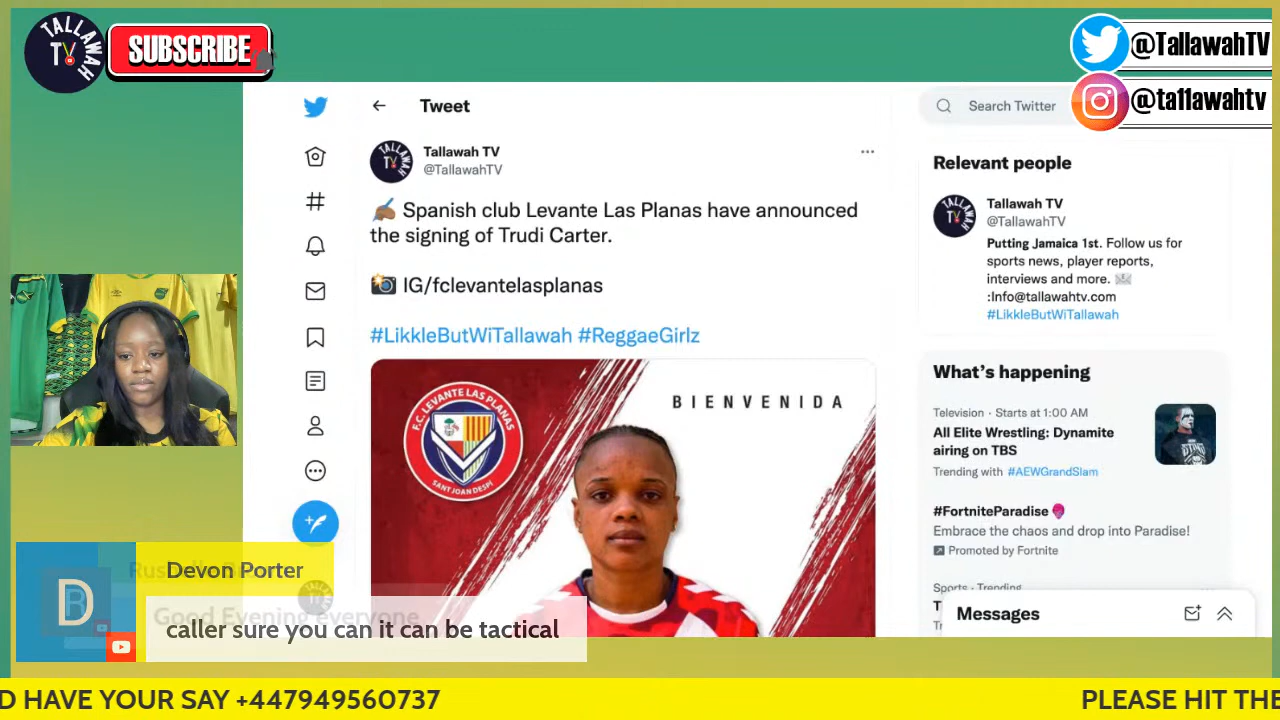 TALLAWAH
TV
SUBSCRIBE
@TallawahTV
@ta11awahtv
Tweet
Search Twitter
Tallawah TV
@TallawahTV
Spanish club Levante Las Planas have announced
the signing of Trudi Carter.
IG/fclevantelasplanas
#LikkleButWiTallawah #ReggaeGirlz
F.C. LEVANTE LAS PLANAS
SANT JOAN DESPI
BIENVENIDA
Relevant people
Tallawah TV
@TallawahTV
Putting Jamaica 1st. Follow us for
sports news, player reports,
interviews and more.
:Info@tallawahtv.com
#LikkleButWiTallawah
What's happening
Television · Starts at 1:00 AM
All Elite Wrestling: Dynamite
airing on TBS
Trending with #AEWGrandSlam
#FortniteParadise
Embrace the chaos and drop into Paradise!
Promoted by Fortnite
Sports · Trending
Messages
D
Devon Porter
Good Evening everyone
caller sure you can it can be tactical
D HAVE YOUR SAY +447949560737
PLEASE HIT THE